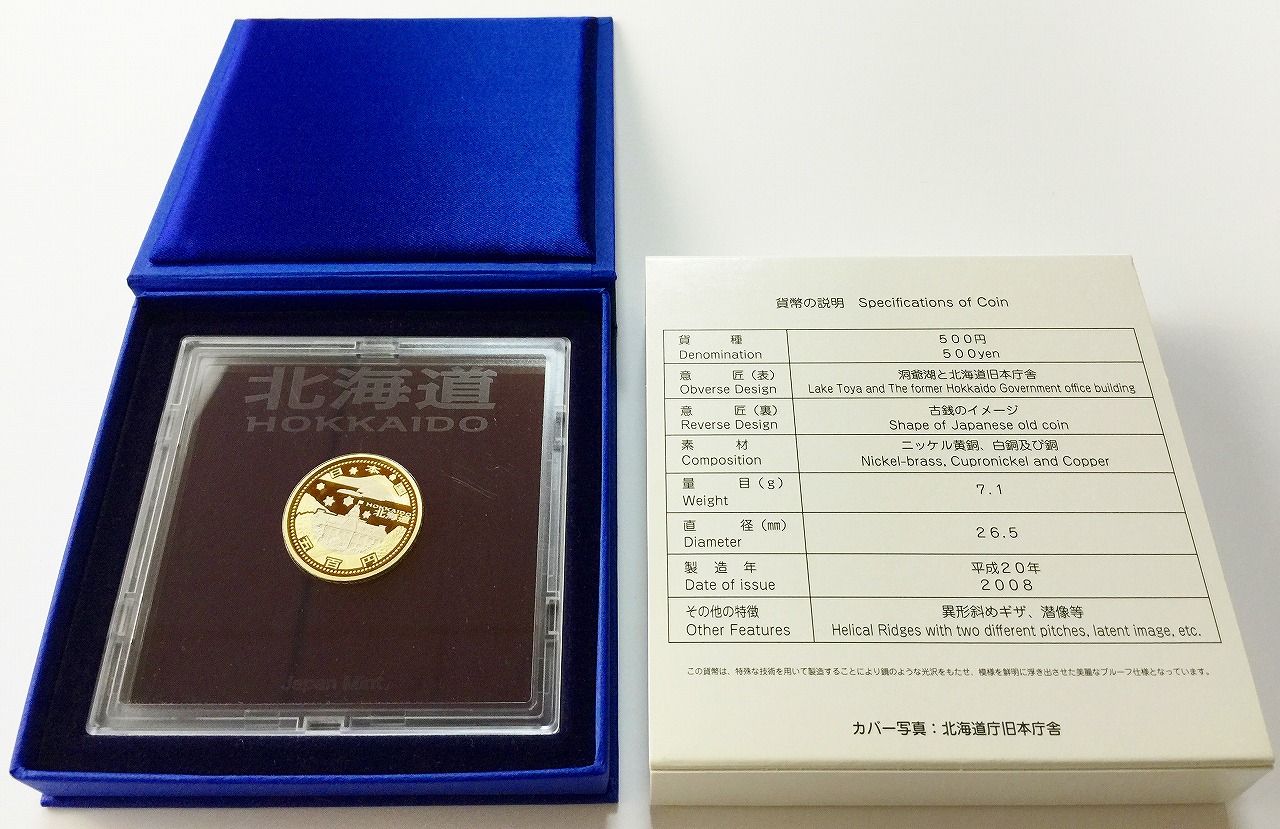 北海道
HOKKAIDO
日本国
HOKKAIDO
北海道
五百円
Japan Mint
貨幣の説明 Specifications of Coin
貨種 500円
Denomination 500yen
意匠（表） 洞爺湖と北海道旧本庁舎
Obverse Design Lake Toya and The former Hokkaido Government office building
意匠（裏） 古銭のイメージ
Reverse Design Shape of Japanese old coin
素材 ニッケル黄銅、白銅及び銅
Composition Nickel-brass, Cupronickel and Copper
量目（g） 7.1
Weight
直径（㎜） 26.5
Diameter
製造年 平成20年
Date of issue 2008
その他の特徴 異形斜めギザ、潜像等
Other Features Helical Ridges with two different pitches, latent image, etc.
この貨幣は、特殊な技術を用いて製造することにより鏡のような光沢をもたせ、模様を鮮明に浮き出させた美麗なプルーフ仕様となっています。
カバー写真：北海道庁旧本庁舎